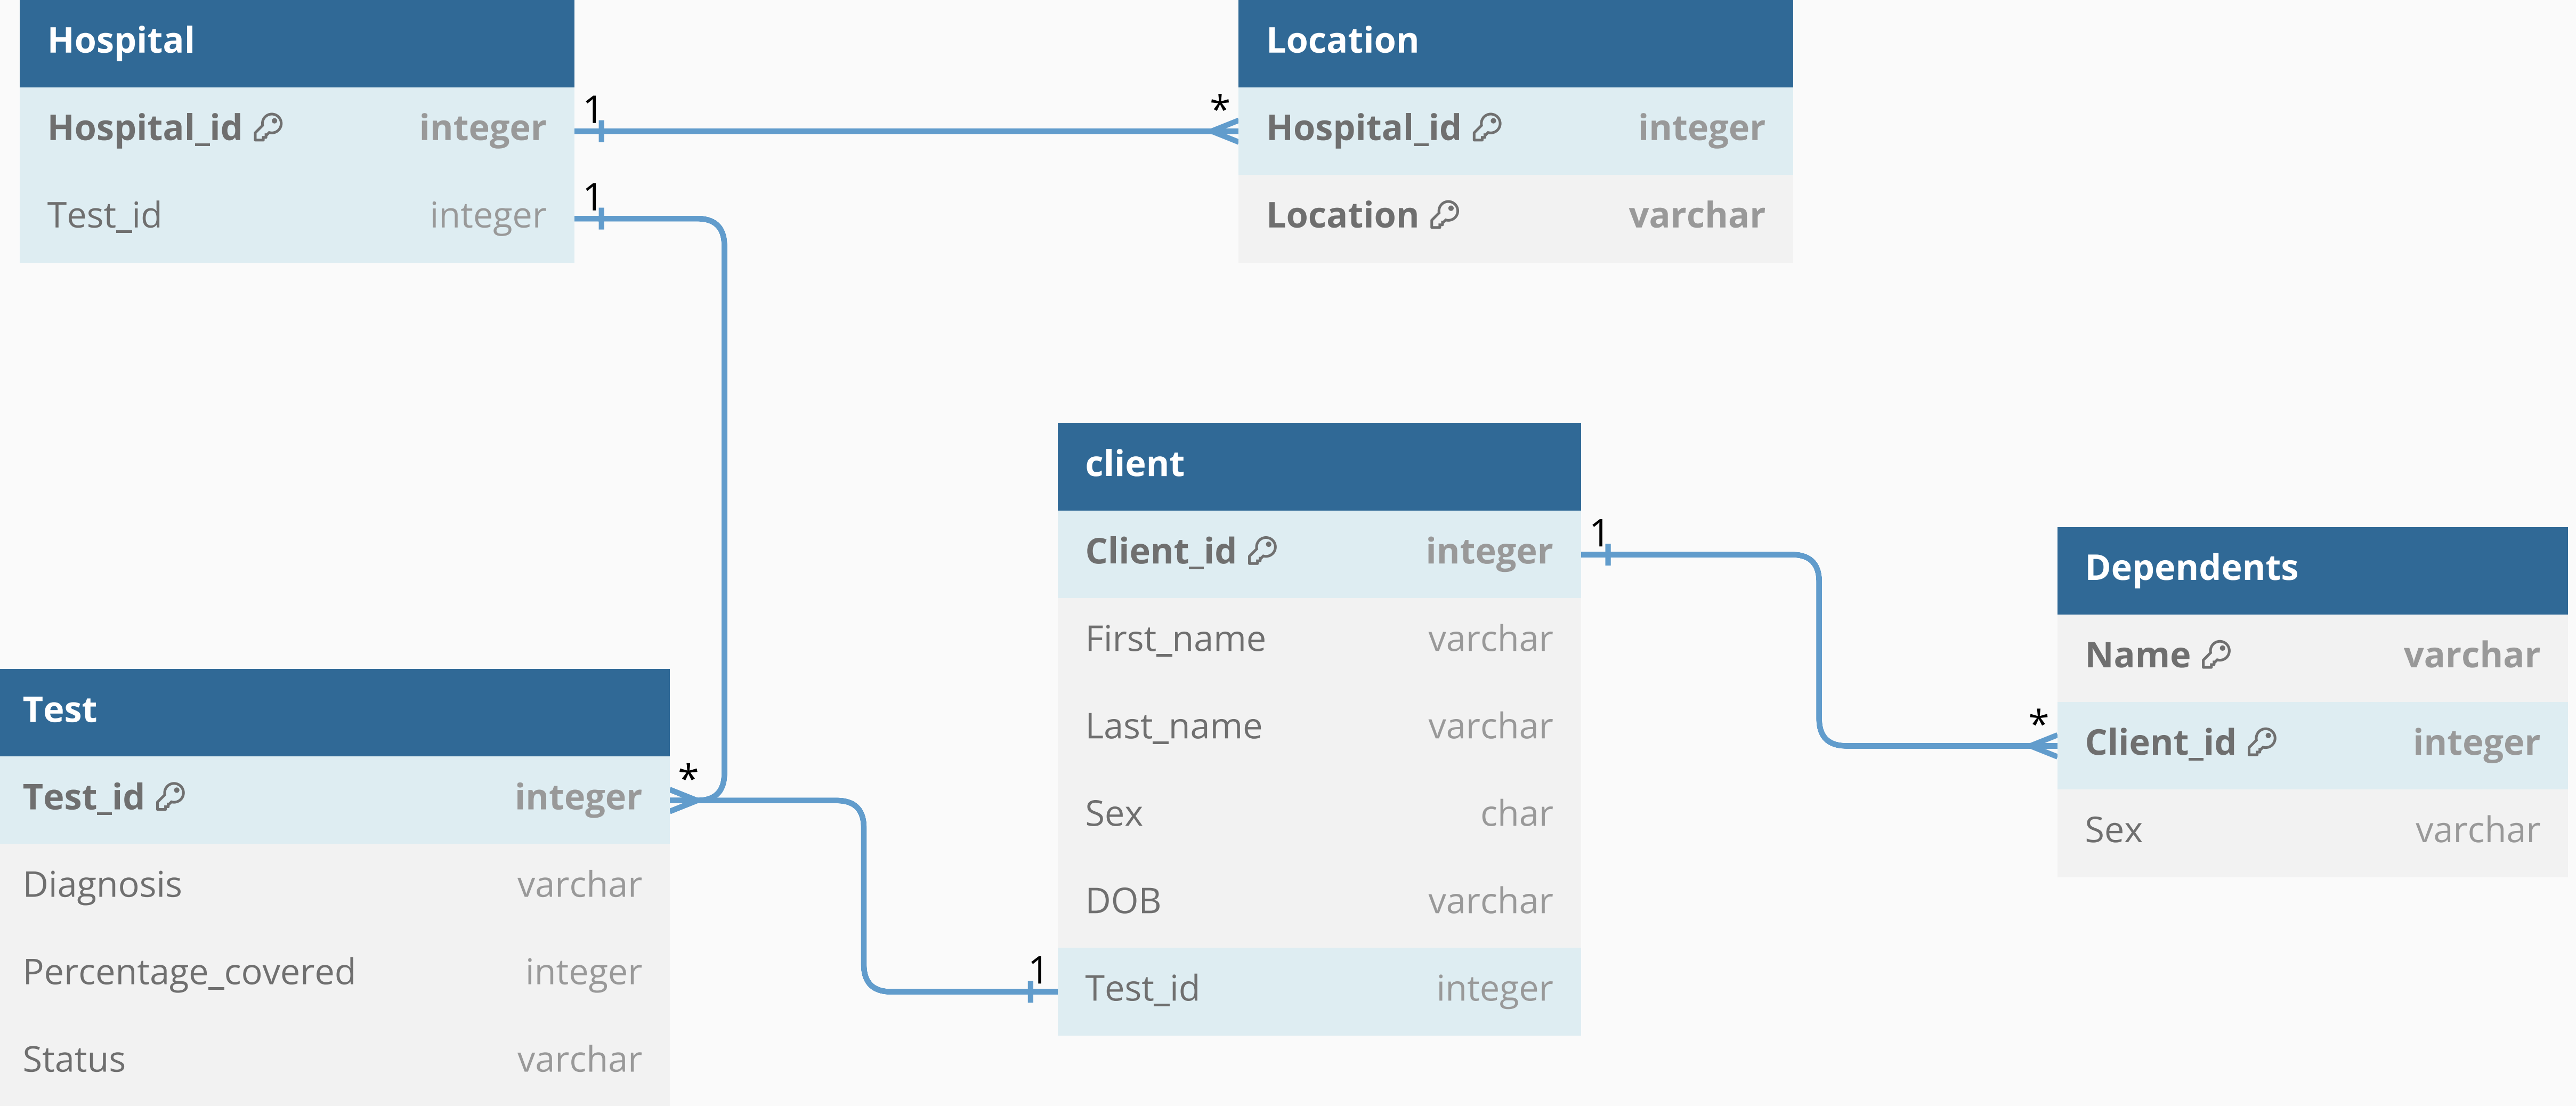 Hospital
Hospital_id integer
Test_id integer
1
1
*
Location
Hospital_id integer
Location varchar
client
Client_id integer
First_name varchar
Last_name varchar
Sex char
DOB varchar
Test_id integer
1
1
*
Dependents
Name varchar
Client_id integer
Sex varchar
Test
Test_id integer
Diagnosis varchar
Percentage_covered integer
Status varchar
*